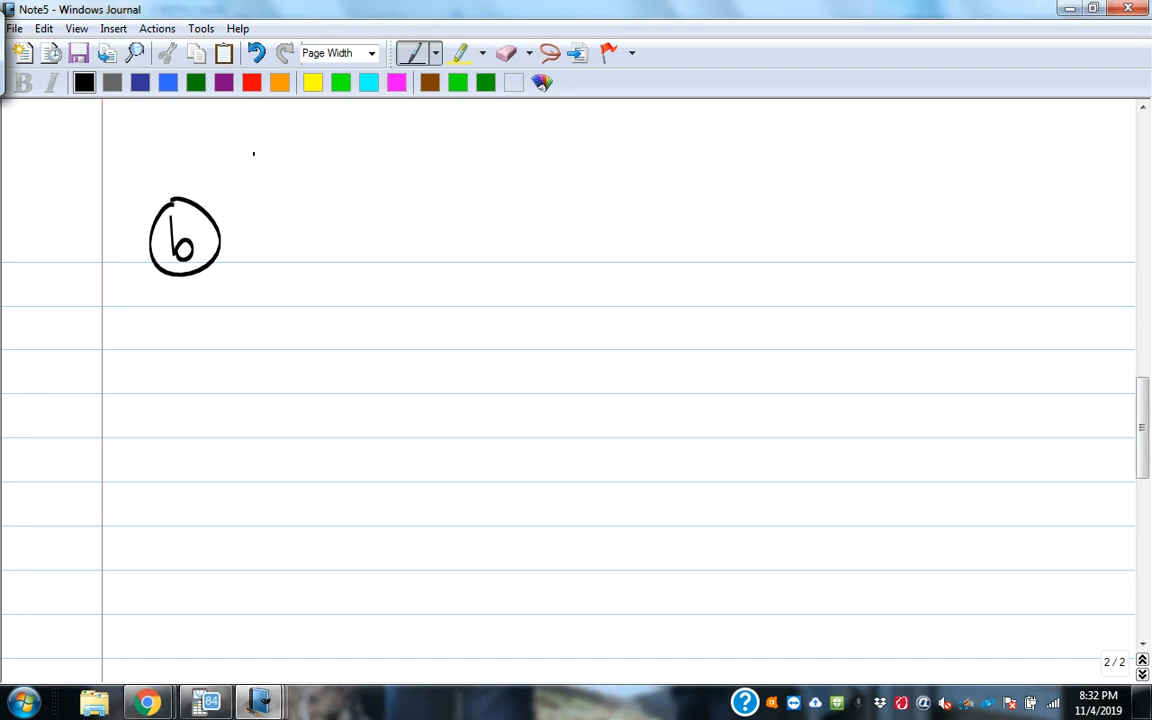 Note5 - Windows Journal
File Edit View Insert Actions Tools Help
Page Width
B I
b
2 / 2
84
8:32 PM
11/4/2019